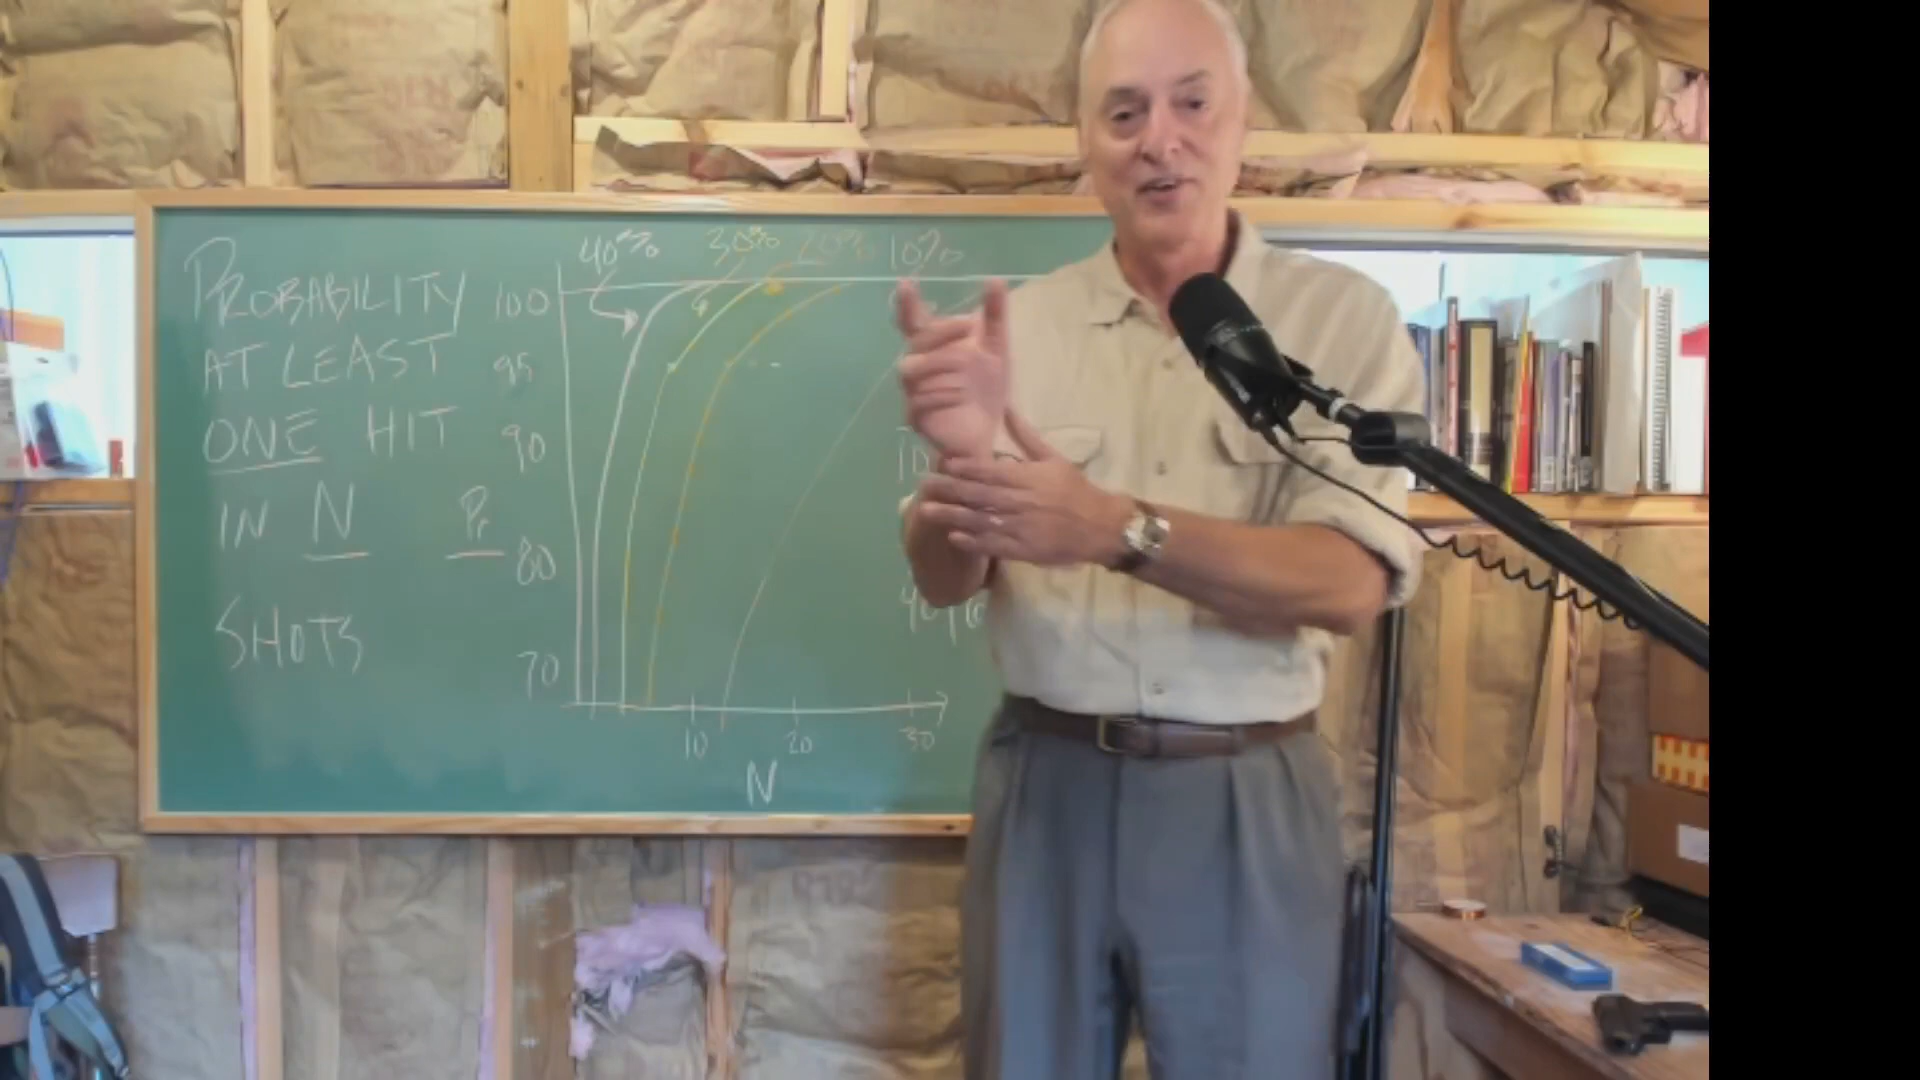 PROBABILITY
AT LEAST
ONE HIT
IN N
SHOTS
Pr
40% 30% 20% 10%
100
95
90
80
70
10 20 30
N